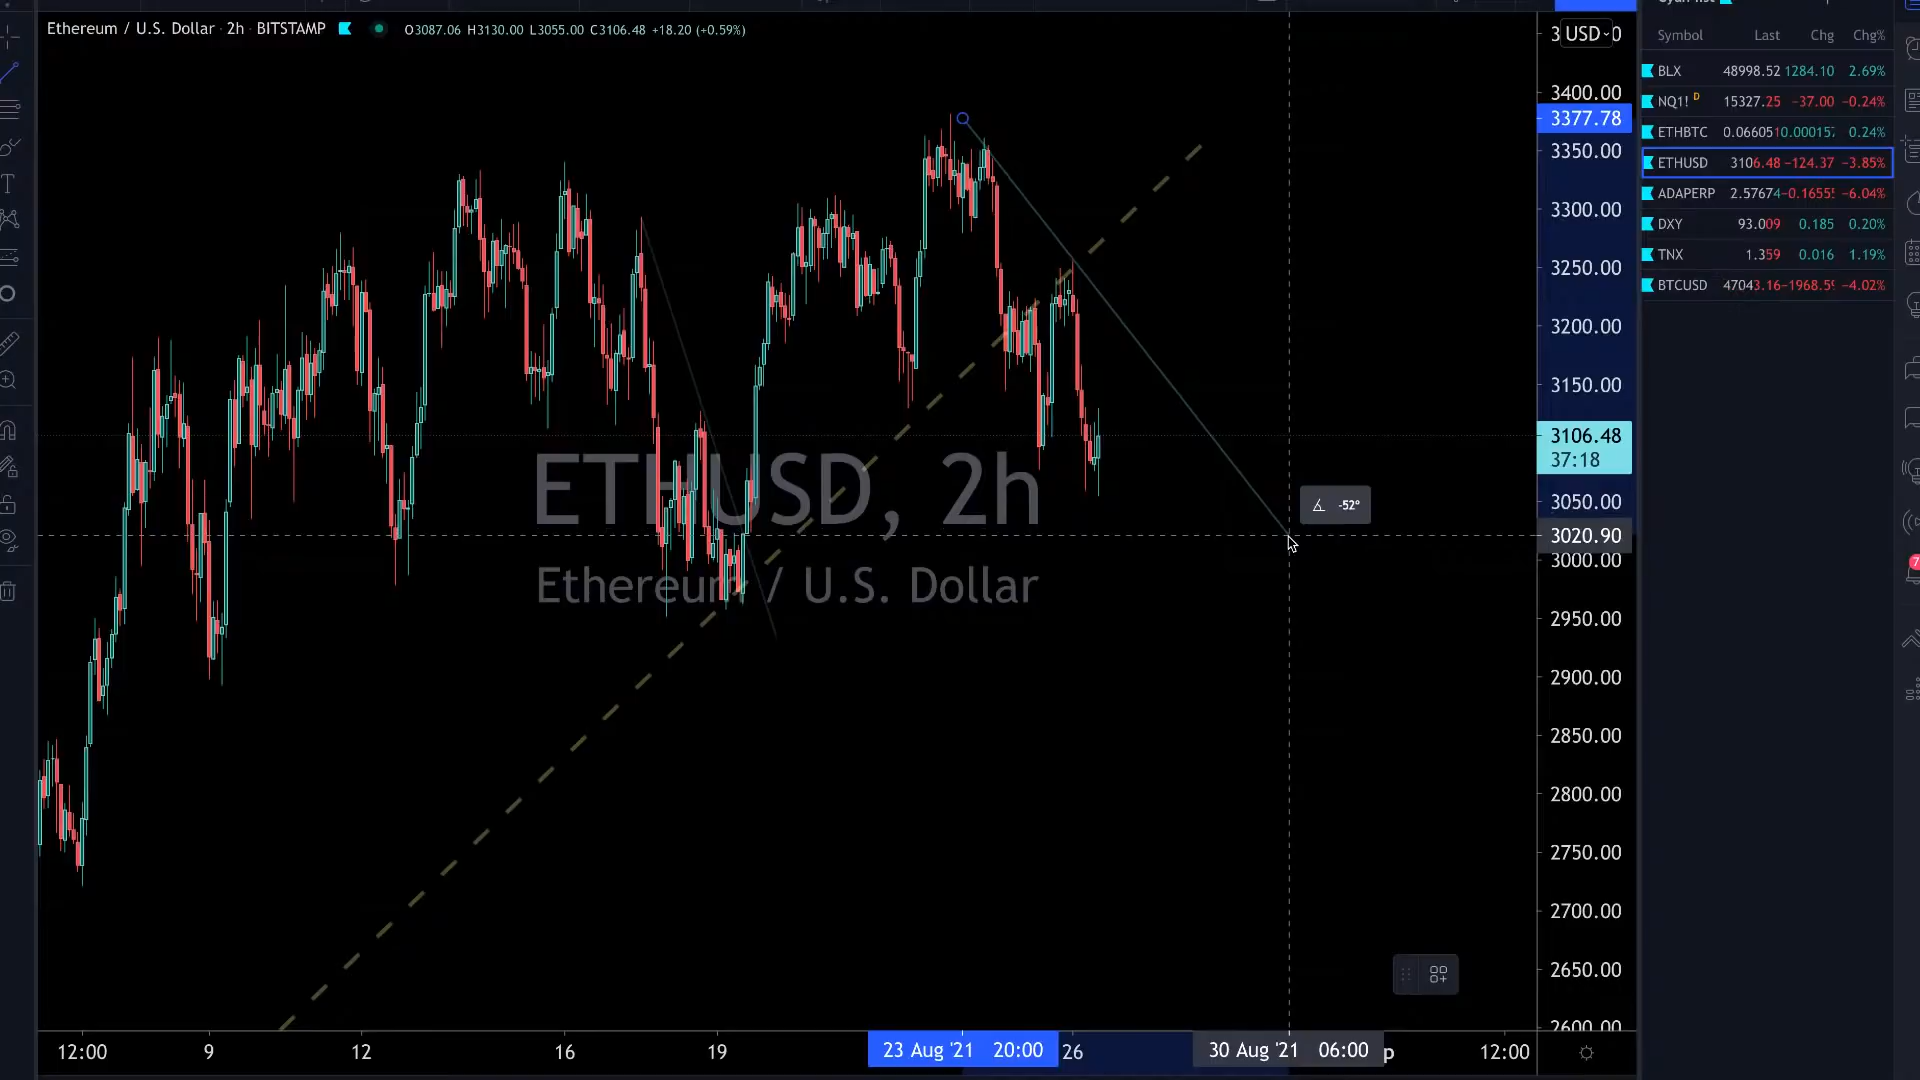 Ethereum / U.S. Dollar · 2h · BITSTAMP O3087.06 H3130.00 L3055.00 C3106.48 +18.20 (+0.59%)
USD
3400.00
3377.78
3350.00
3300.00
3250.00
3200.00
3150.00
3106.48
37:18
3050.00
3020.90
3000.00
2950.00
2900.00
2850.00
2800.00
2750.00
2700.00
2650.00
2600.00
ETHUSD, 2h
Ethereum / U.S. Dollar
-52°
12:00 9 12 16 19 23 Aug '21 20:00 26 30 Aug '21 06:00 p 12:00
Symbol Last Chg Chg%
BLX 48998.52 1284.10 2.69%
NQ1! D 15327.25 −37.00 −0.24%
ETHBTC 0.06605 0.24%
ETHUSD 3106.48 −124.37 −3.85%
ADAPERP 2.57674 −6.04%
DXY 93.009 0.185 0.20%
TNX 1.359 0.016 1.19%
BTCUSD 47043.16 −4.02%
7